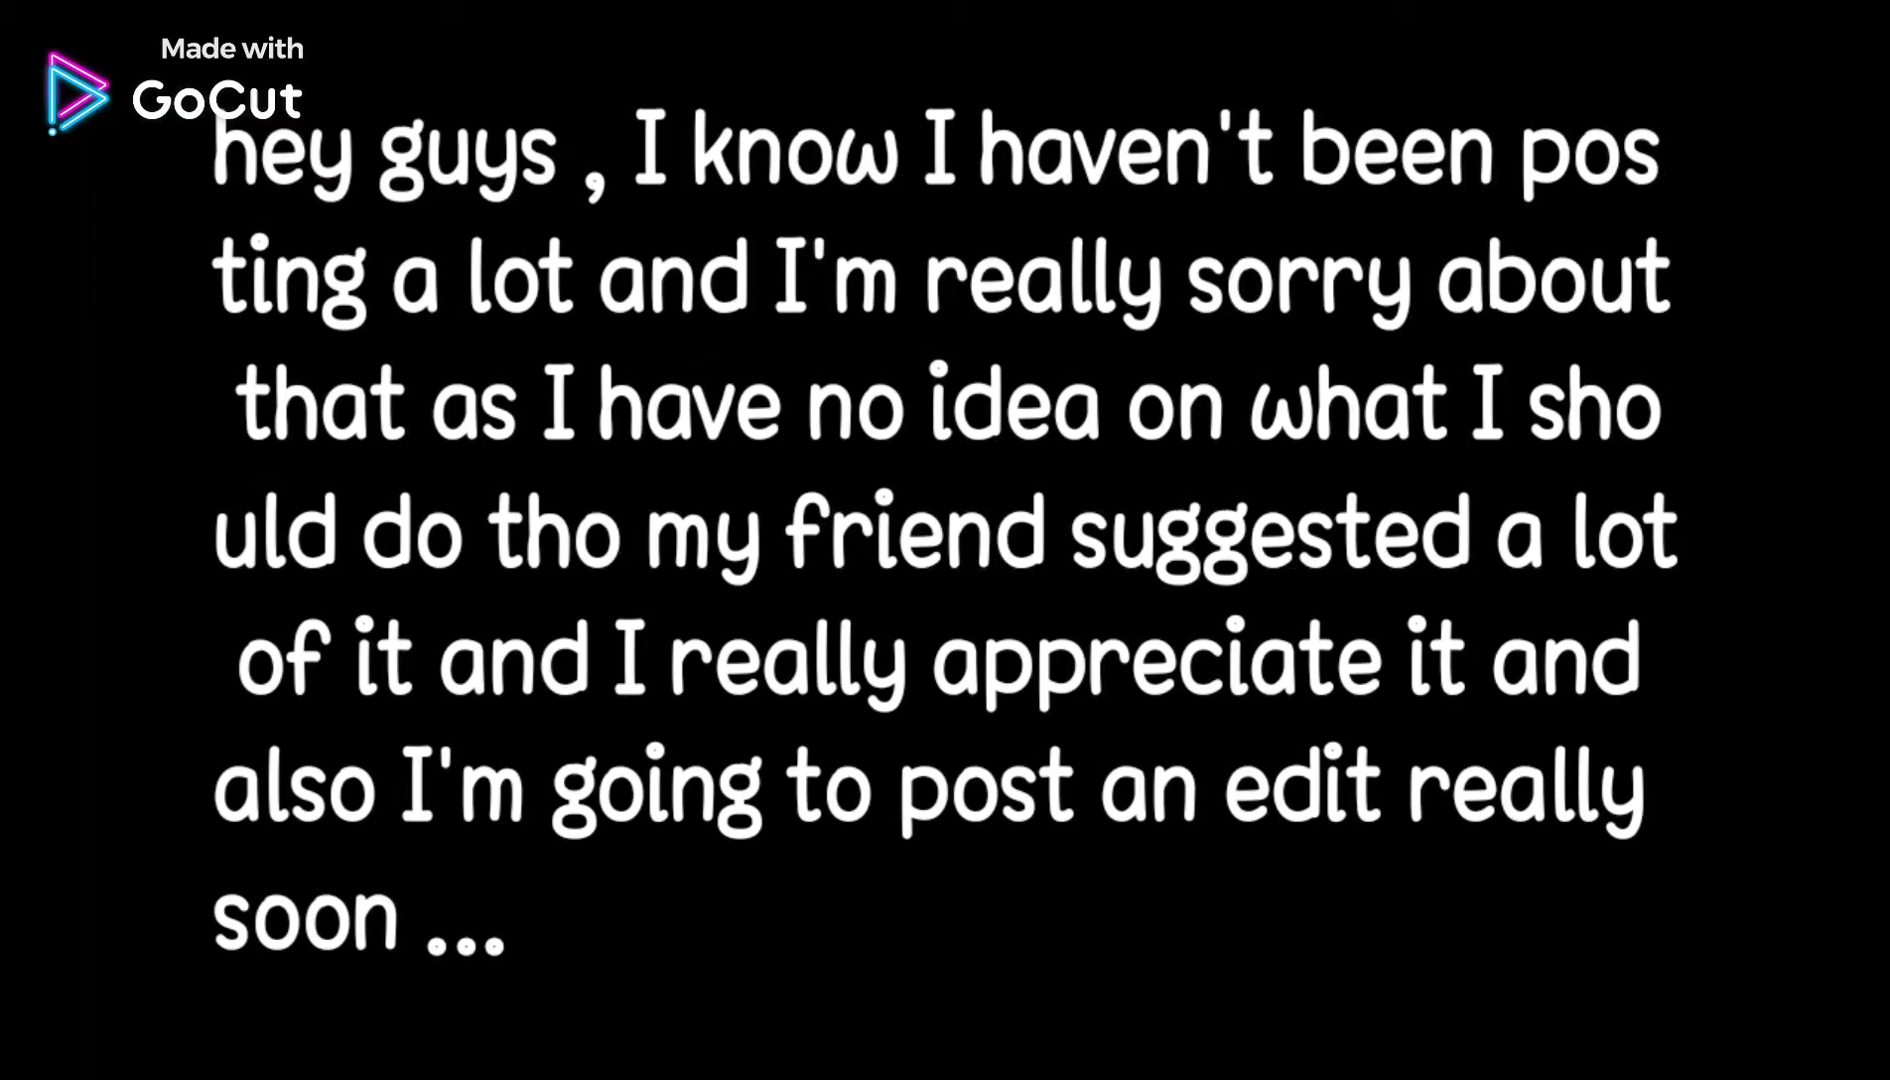 Made with
GoCut
hey guys , I know I haven't been pos
ting a lot and I'm really sorry about
that as I have no idea on what I sho
uld do tho my friend suggested a lot
of it and I really appreciate it and
also I'm going to post an edit really
soon ...